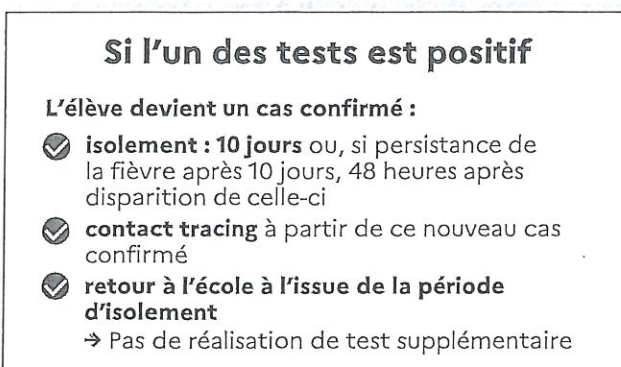 Si l'un des tests est positif
L'élève devient un cas confirmé :
isolement : 10 jours ou, si persistance de
la fièvre après 10 jours, 48 heures après
disparition de celle-ci
contact tracing à partir de ce nouveau cas
confirmé
retour à l'école à l'issue de la période
d'isolement
→ Pas de réalisation de test supplémentaire